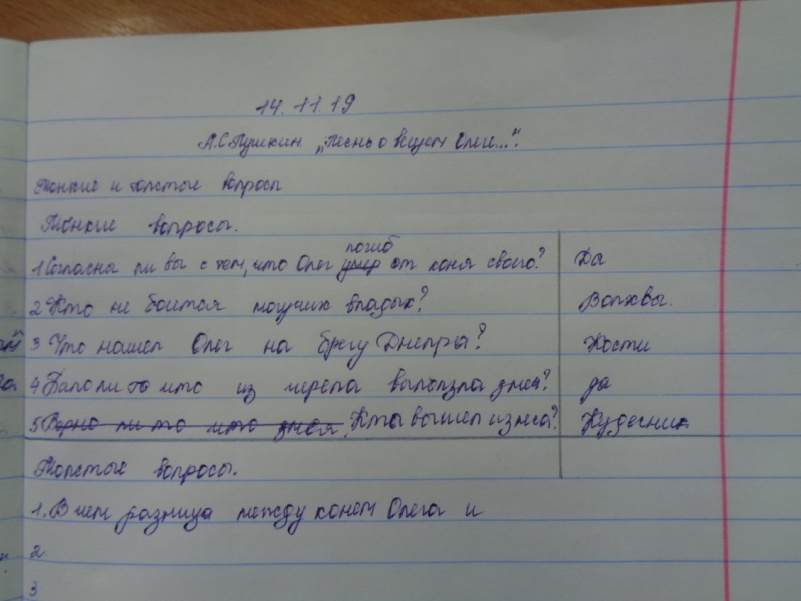 14.11.19
А.С.Пушкин „Песнь о вещем Олеге...".
Тонкие и толстые вопросы
Тонкие вопросы.
1 Согласны ли вы с тем, что Олег умер погиб от коня своего? Да
2 Кто не боится могучих владык? Волхвы.
3 Что нашел Олег на брегу Днепра? Кости
4 Было ли то что из черепа выползла змея? да
5 Верно ли то что змея, Кто вышел из леса? Кудесник
Толстые вопросы.
1. В чем разница между конем Олега и
2
3